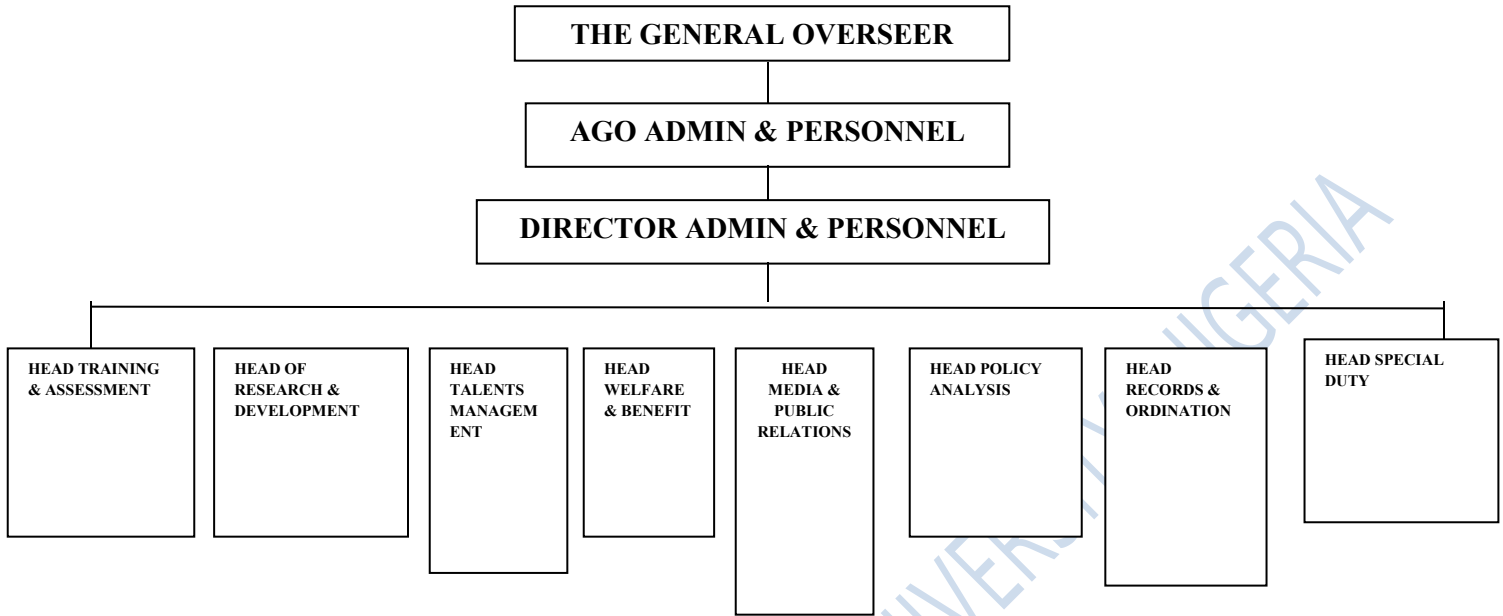 THE GENERAL OVERSEER
AGO ADMIN & PERSONNEL
DIRECTOR ADMIN & PERSONNEL
HEAD TRAINING
& ASSESSMENT
HEAD OF
RESEARCH &
DEVELOPMENT
HEAD
TALENTS
MANAGEM
ENT
HEAD
WELFARE
& BENEFIT
HEAD
MEDIA &
PUBLIC
RELATIONS
HEAD POLICY
ANALYSIS
HEAD
RECORDS &
ORDINATION
HEAD SPECIAL
DUTY